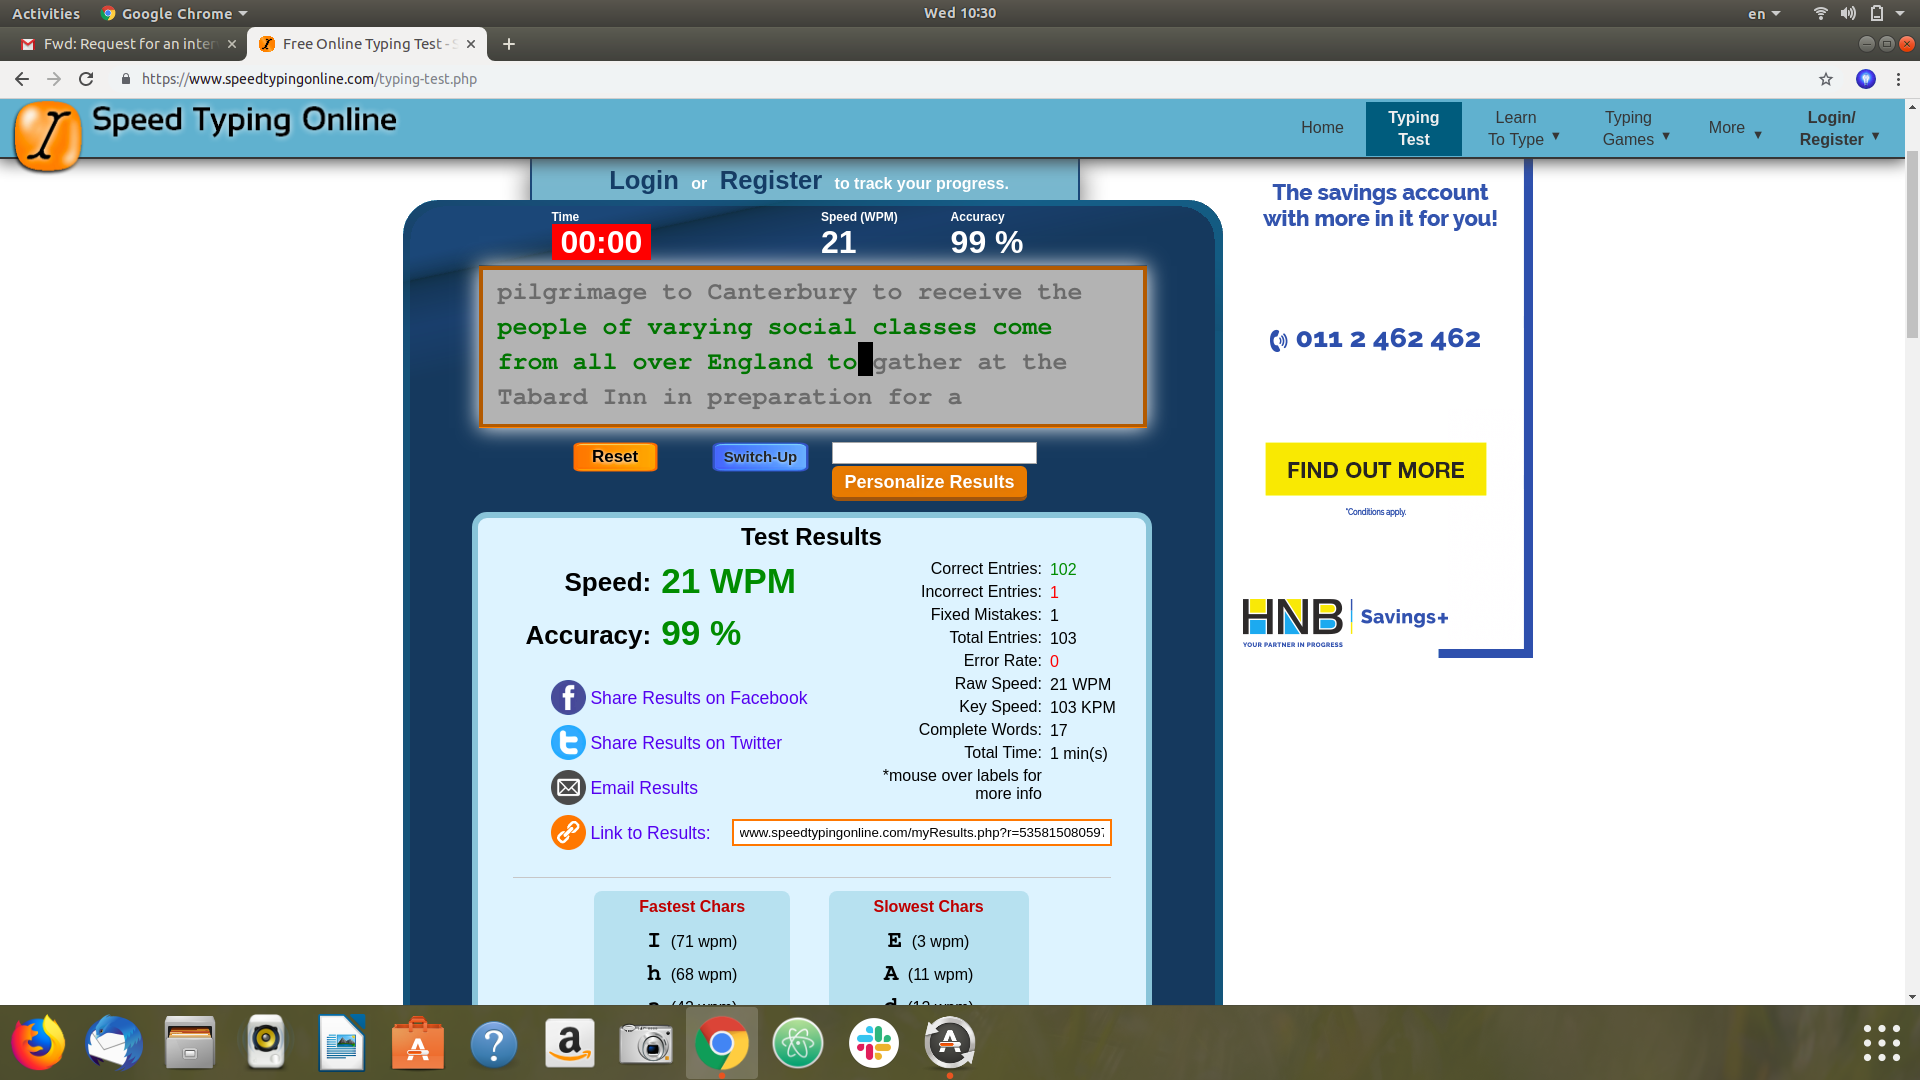 Activities
Google Chrome
Wed 10:30
en
Fwd: Request for an inter
Free Online Typing Test - S
https://www.speedtypingonline.com/typing-test.php
Speed Typing Online
Home
Typing Test
Learn To Type
Typing Games
More
Login/ Register
Login or Register to track your progress.
Time
00:00
Speed (WPM)
21
Accuracy
99 %
pilgrimage to Canterbury to receive the
people of varying social classes come
from all over England to gather at the
Tabard Inn in preparation for a
Reset
Switch-Up
Personalize Results
Test Results
Speed: 21 WPM
Accuracy: 99 %
Share Results on Facebook
Share Results on Twitter
Email Results
Link to Results: www.speedtypingonline.com/myResults.php?r=53581508059
Correct Entries: 102
Incorrect Entries: 1
Fixed Mistakes: 1
Total Entries: 103
Error Rate: 0
Raw Speed: 21 WPM
Key Speed: 103 KPM
Complete Words: 17
Total Time: 1 min(s)
*mouse over labels for
more info
Fastest Chars
I (71 wpm)
h (68 wpm)
Slowest Chars
E (3 wpm)
A (11 wpm)
The savings account
with more in it for you!
011 2 462 462
FIND OUT MORE
*Conditions apply.
HNB Savings+
YOUR PARTNER IN PROGRESS